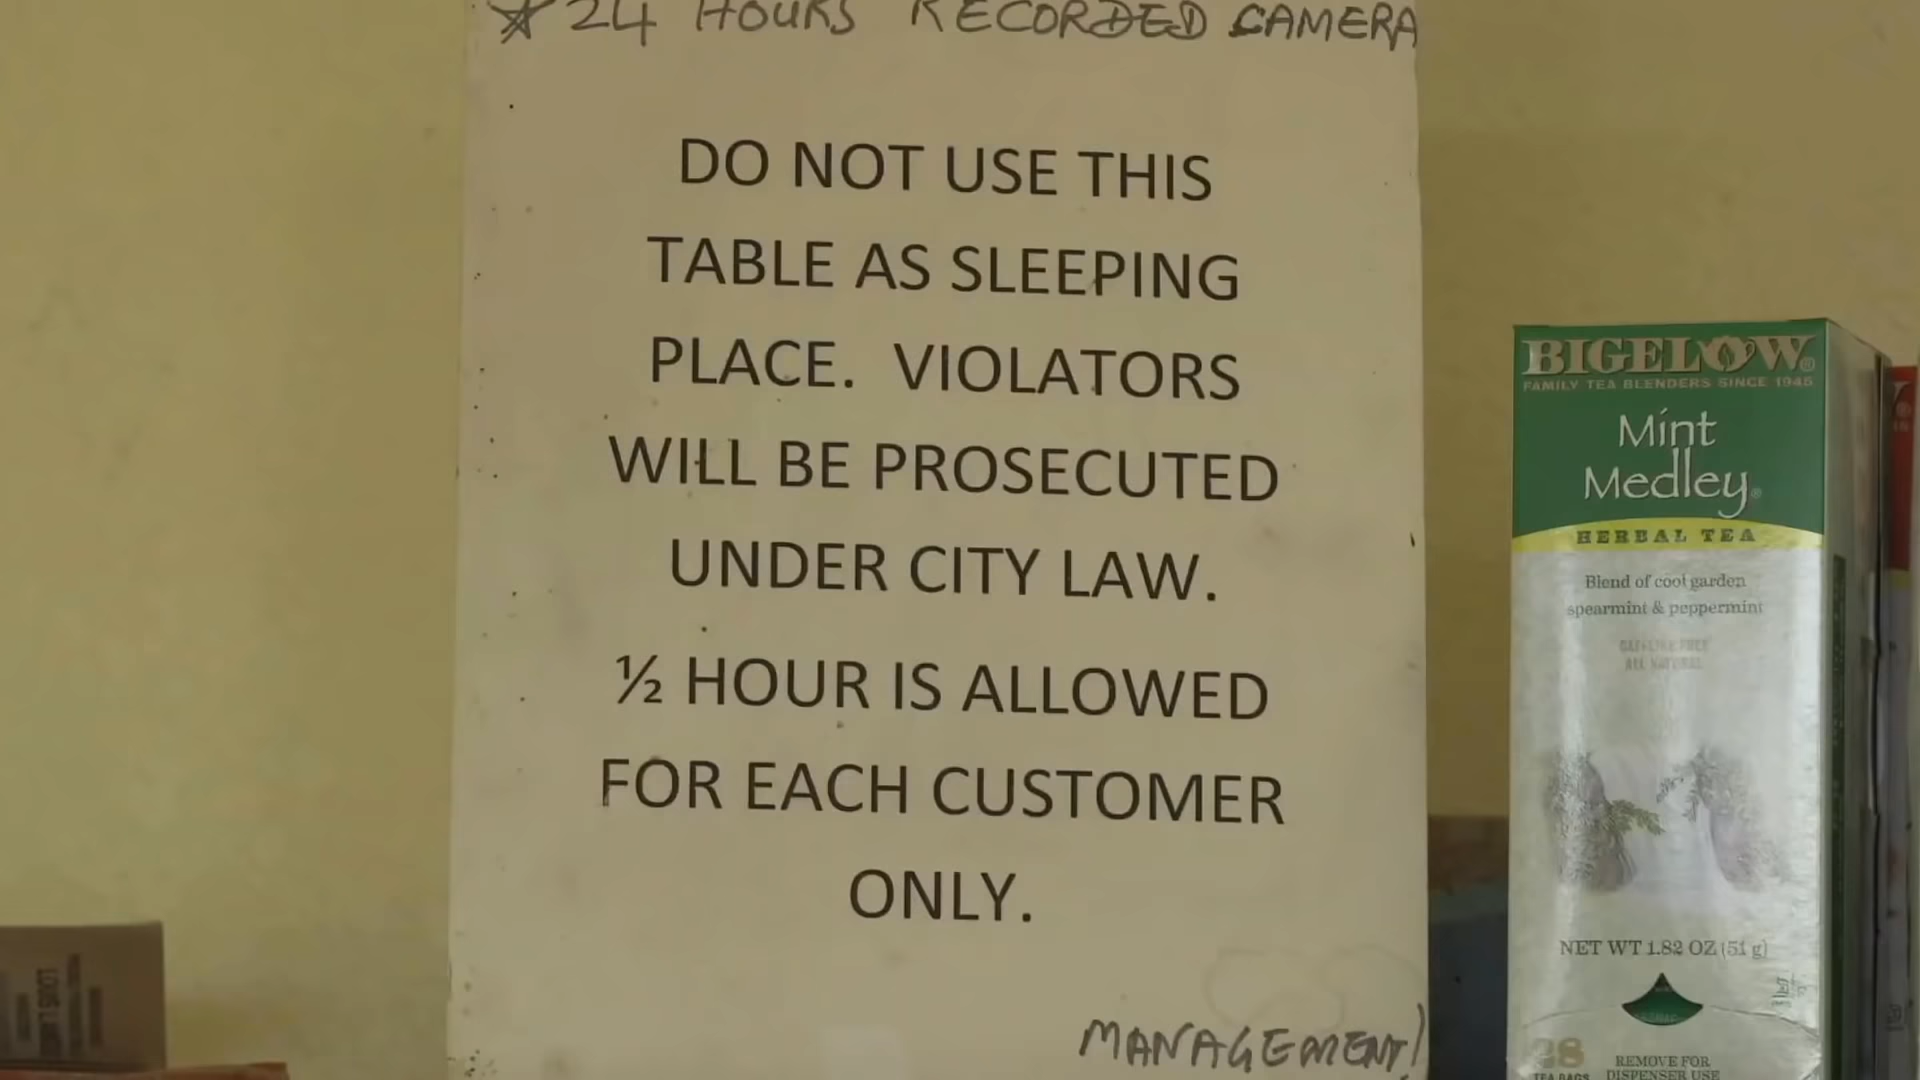 *24 HOURS RECORDED CAMERA
DO NOT USE THIS
TABLE AS SLEEPING
PLACE. VIOLATORS
WILL BE PROSECUTED
UNDER CITY LAW.
½ HOUR IS ALLOWED
FOR EACH CUSTOMER
ONLY.
MANAGEMENT!
BIGELOW®
FAMILY TEA BLENDERS SINCE 1945
Mint
Medley®
HERBAL TEA
Blend of cool garden
spearmint & peppermint
CAFFEINE FREE
ALL NATURAL
NET WT 1.82 OZ (51 g)
28
TEA BAGS
REMOVE FOR
DISPENSER USE